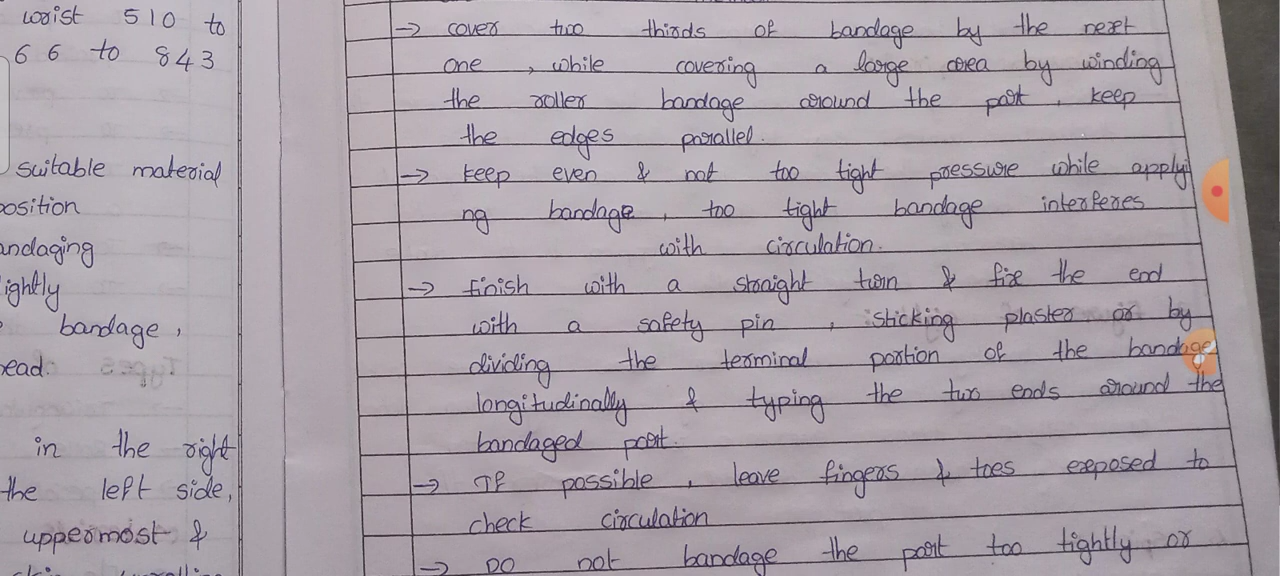 wrist 510 to
66 to 843
suitable material
position
andaging
ightly
bandage,
ead.
in the right
the left side,
uppermost &
→ cover two thirds of bandage by the next
one, while covering a large area by winding
the roller bandage around the part, keep
the edges parallel.
→ keep even & not too tight pressure while applyi
ng bandage, too tight bandage interferes
with circulation.
→ finish with a straight turn & fix the end
with a safety pin, sticking plaster or by
dividing the terminal portion of the bandage
longitudinally & typing the two ends around the
bandaged part.
→ If possible, leave fingers & toes exposed to
check circulation
→ DO not bandage the part too tightly or